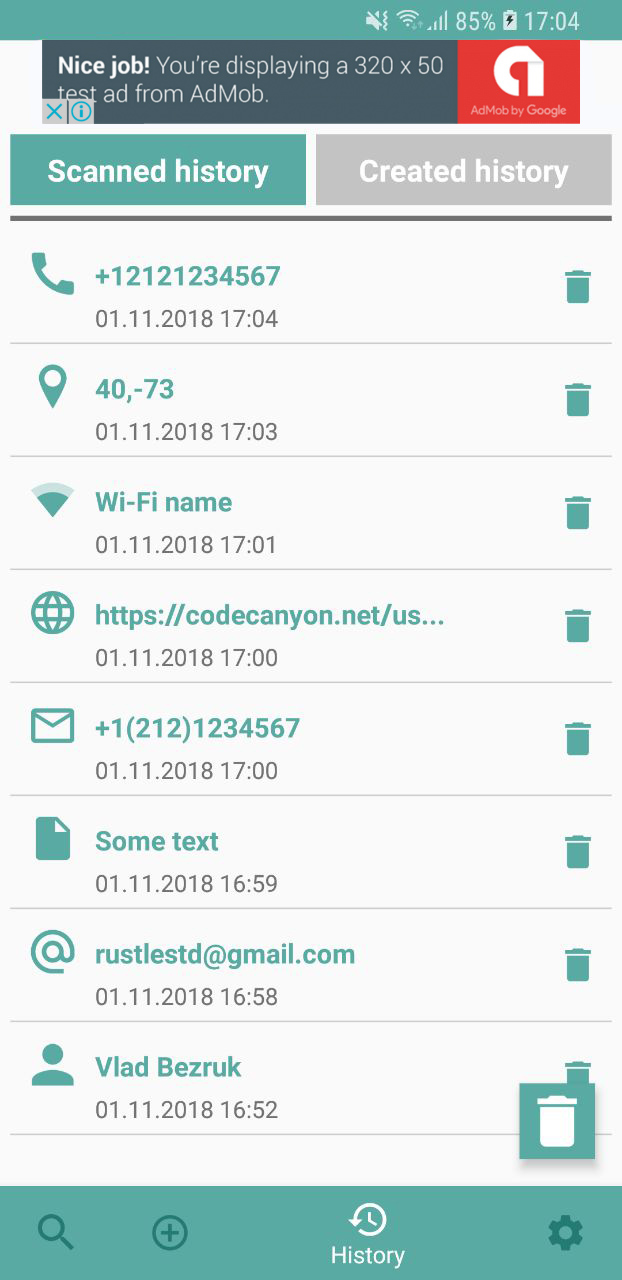 85% 17:04
Nice job! You're displaying a 320 x 50
test ad from AdMob.
AdMob by Google
Scanned history
Created history
+12121234567
01.11.2018 17:04
40,-73
01.11.2018 17:03
Wi-Fi name
01.11.2018 17:01
https://codecanyon.net/us...
01.11.2018 17:00
+1(212)1234567
01.11.2018 17:00
Some text
01.11.2018 16:59
rustlestd@gmail.com
01.11.2018 16:58
Vlad Bezruk
01.11.2018 16:52
History